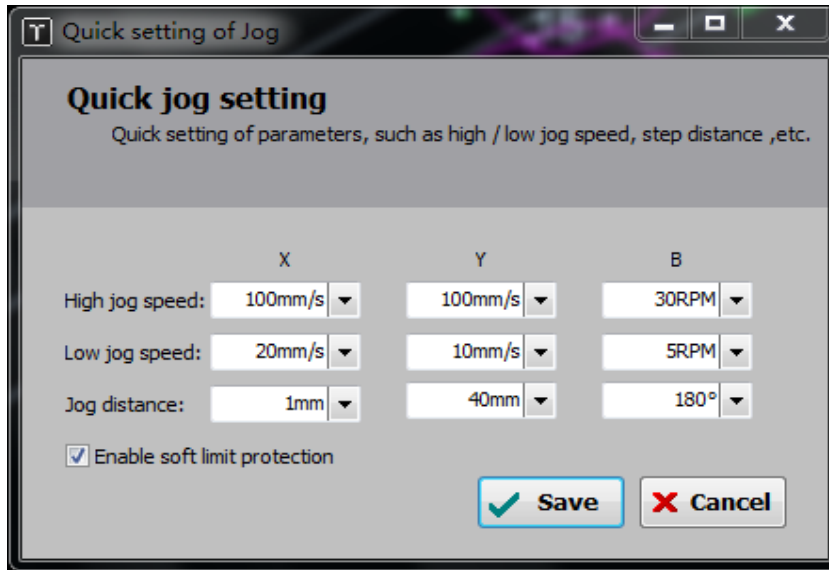 T Quick setting of Jog
Quick jog setting
Quick setting of parameters, such as high / low jog speed, step distance ,etc.
X Y B
High jog speed: 100mm/s 100mm/s 30RPM
Low jog speed: 20mm/s 10mm/s 5RPM
Jog distance: 1mm 40mm 180°
Enable soft limit protection
Save Cancel